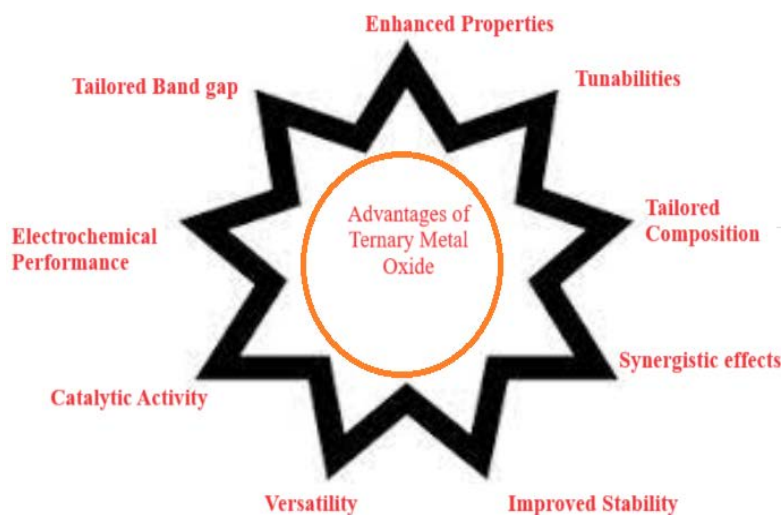 Enhanced Properties
Tailored Band gap
Tunabilities
Advantages of
Ternary Metal
Oxide
Tailored
Composition
Electrochemical
Performance
Synergistic effects
Catalytic Activity
Versatility
Improved Stability